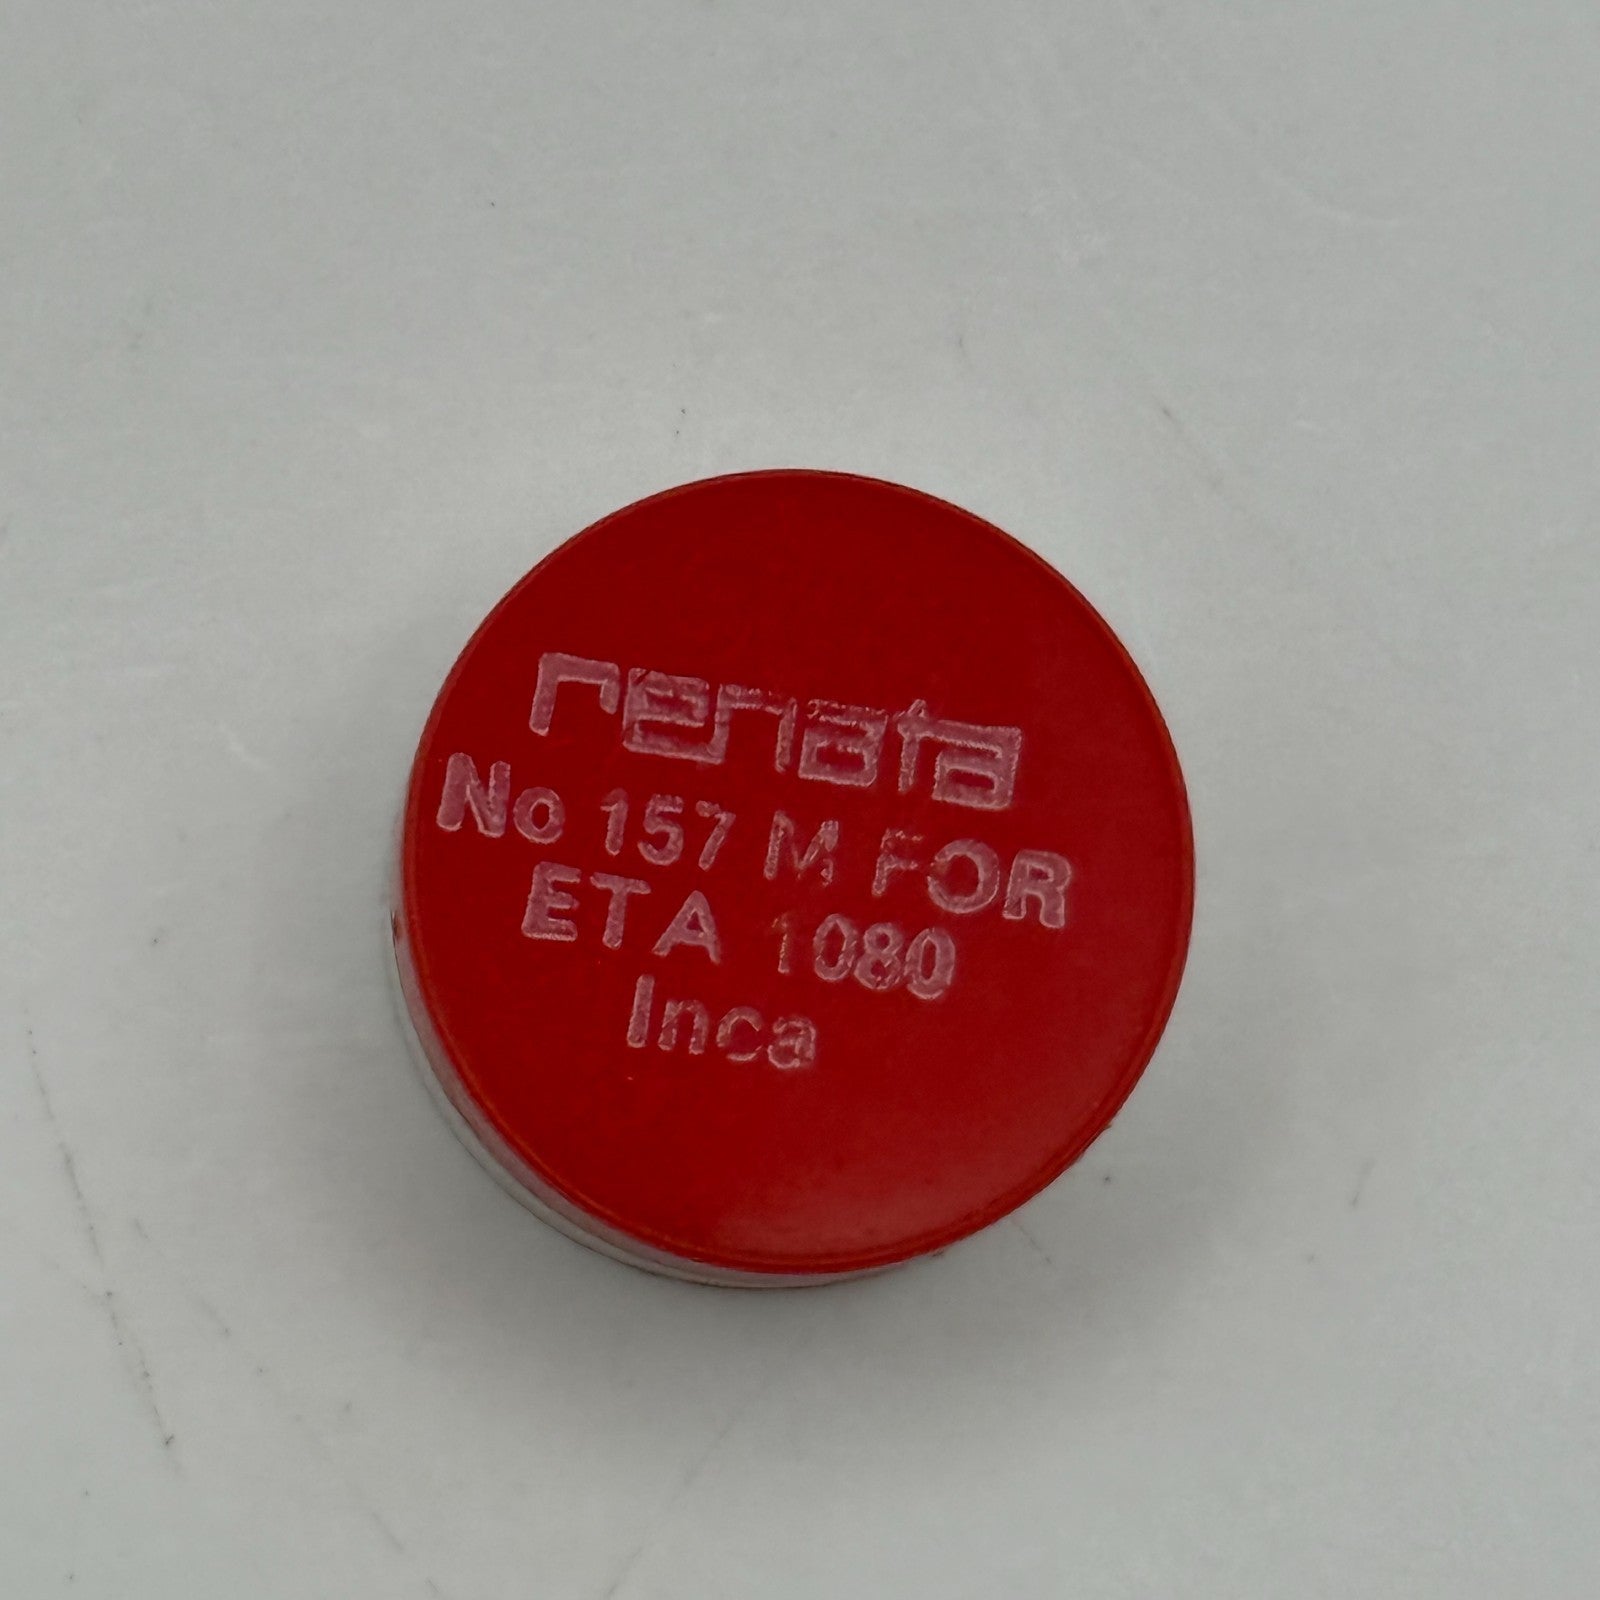 renata
No 157 M FOR
ETA 1080
Inca